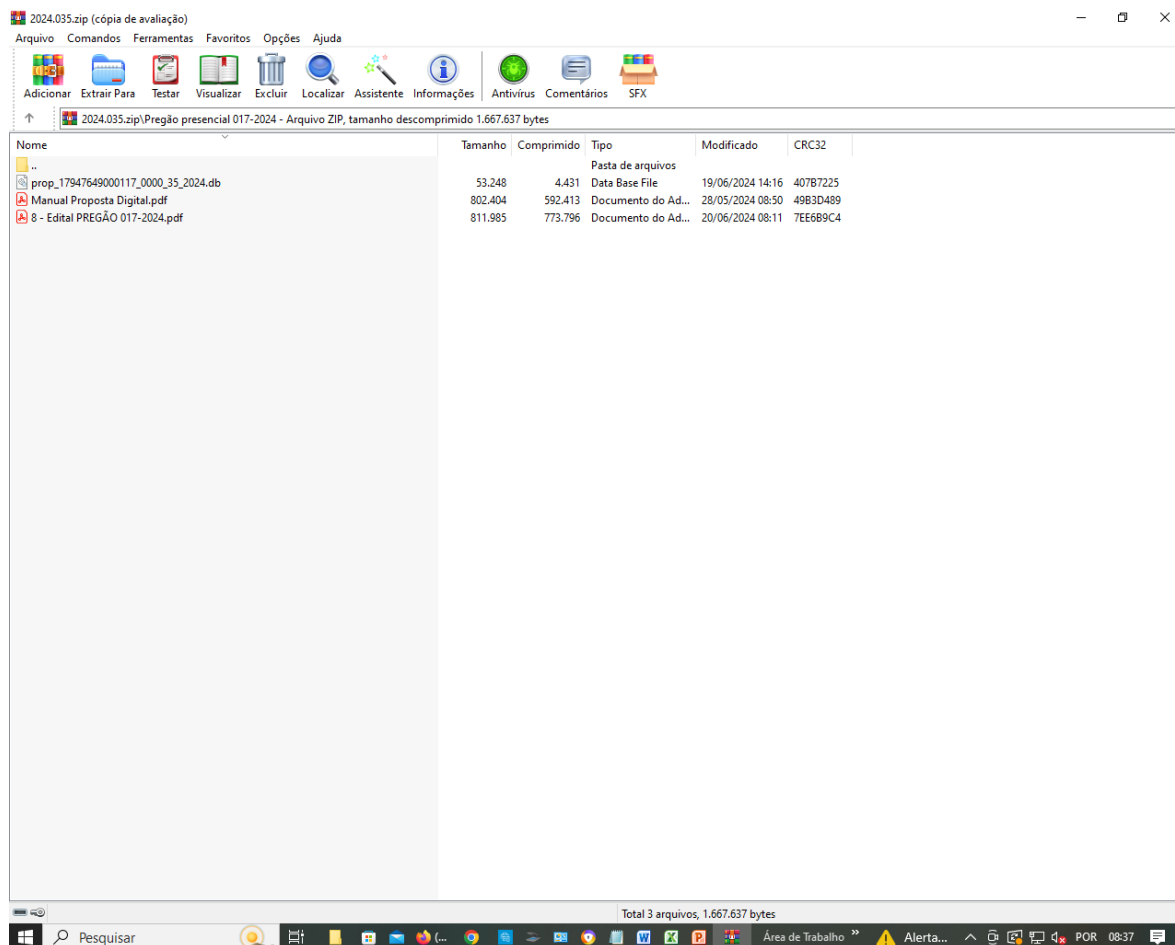 2024.035.zip (cópia de avaliação)
Arquivo Comandos Ferramentas Favoritos Opções Ajuda
Adicionar Extrair Para Testar Visualizar Excluir Localizar Assistente Informações Antivírus Comentários SFX
2024.035.zip\Pregão presencial 017-2024 - Arquivo ZIP, tamanho descomprimido 1.667.637 bytes
Nome Tamanho Comprimido Tipo Modificado CRC32
.. Pasta de arquivos
prop_17947649000117_0000_35_2024.db 53.248 4.431 Data Base File 19/06/2024 14:16 407B7225
Manual Proposta Digital.pdf 802.404 592.413 Documento do Ad... 28/05/2024 08:50 49B3D489
8 - Edital PREGÃO 017-2024.pdf 811.985 773.796 Documento do Ad... 20/06/2024 08:11 7EE6B9C4
Total 3 arquivos, 1.667.637 bytes
Pesquisar (... Área de Trabalho » Alerta... POR 08:37